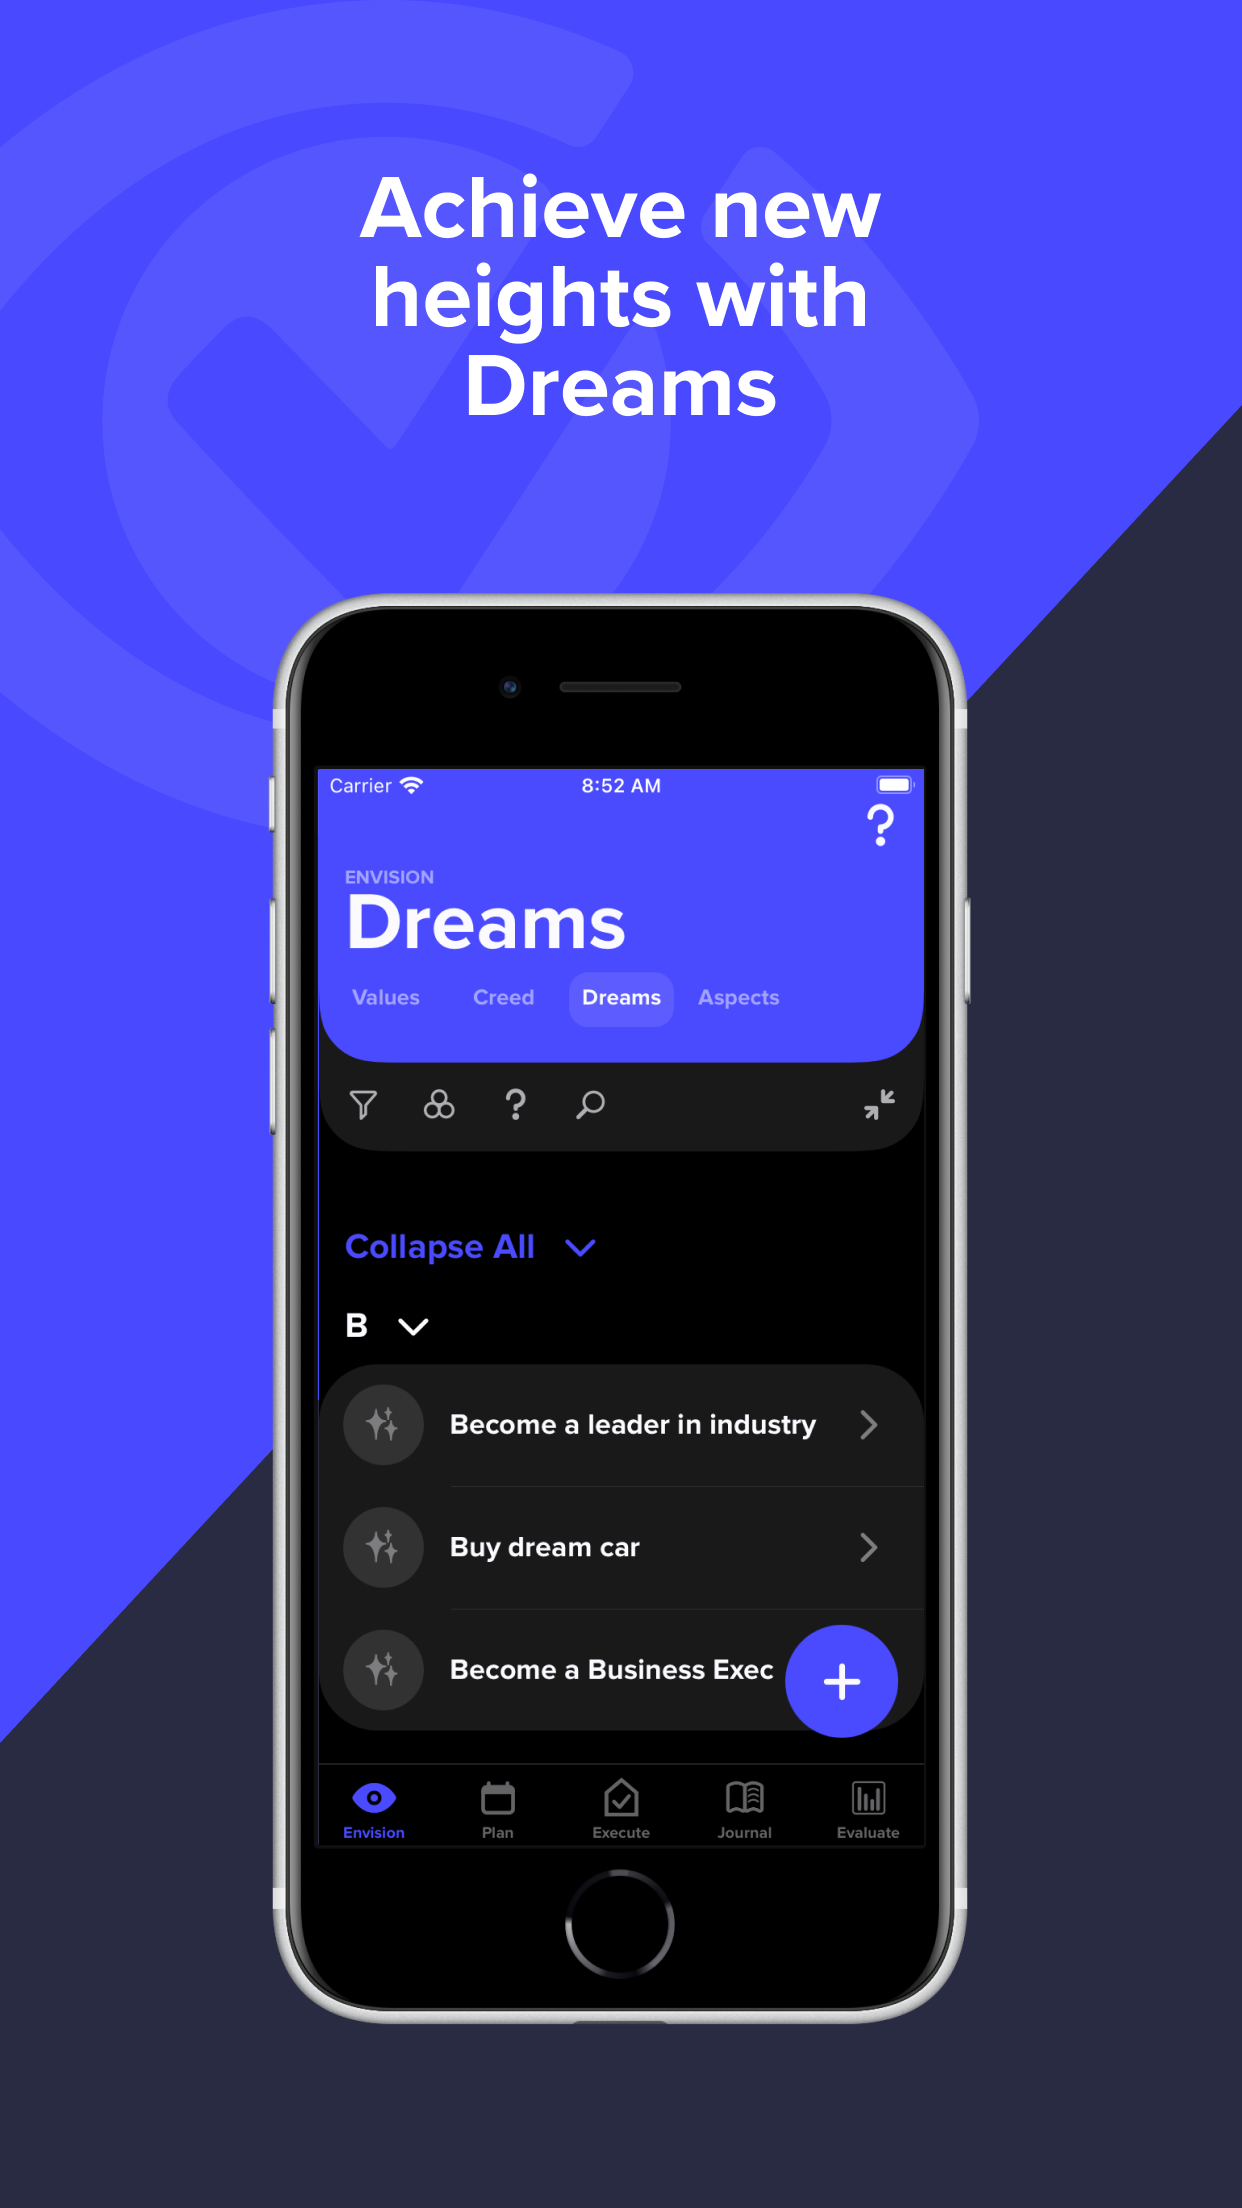 Achieve new
heights with
Dreams
Carrier 8:52 AM
?
ENVISION
Dreams
Values Creed Dreams Aspects
?
Collapse All
B
Become a leader in industry
Buy dream car
Become a Business Exec
Envision Plan Execute Journal Evaluate